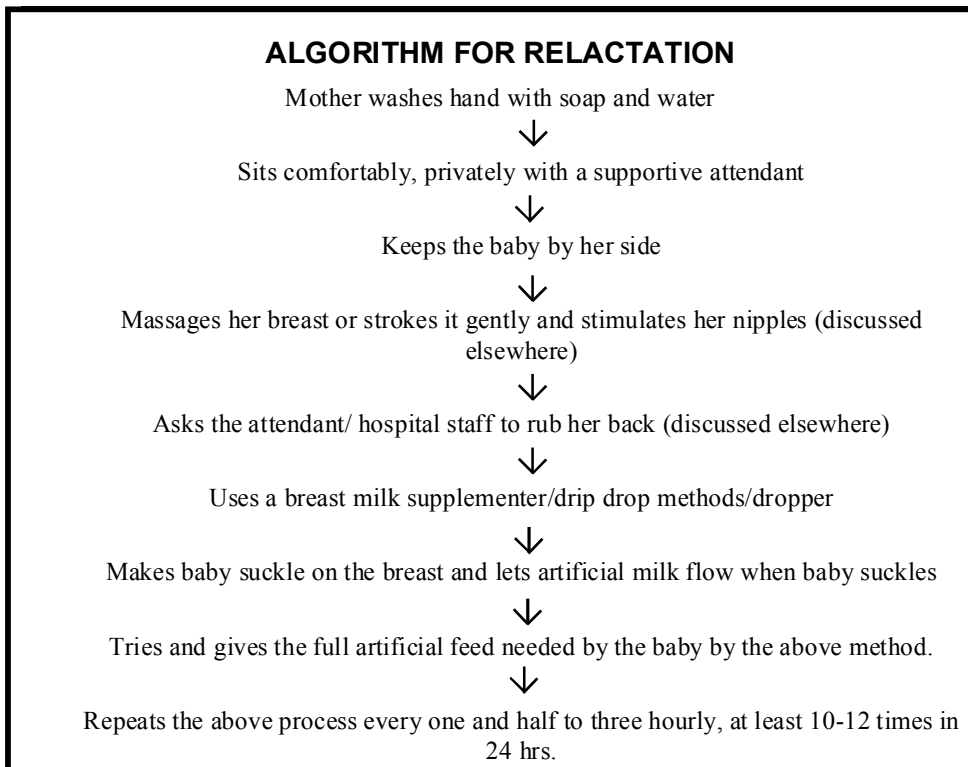 ALGORITHM FOR RELACTATION
Mother washes hand with soap and water
Sits comfortably, privately with a supportive attendant
Keeps the baby by her side
Massages her breast or strokes it gently and stimulates her nipples (discussed
elsewhere)
Asks the attendant/ hospital staff to rub her back (discussed elsewhere)
Uses a breast milk supplementer/drip drop methods/dropper
Makes baby suckle on the breast and lets artificial milk flow when baby suckles
Tries and gives the full artificial feed needed by the baby by the above method.
Repeats the above process every one and half to three hourly, at least 10-12 times in
24 hrs.